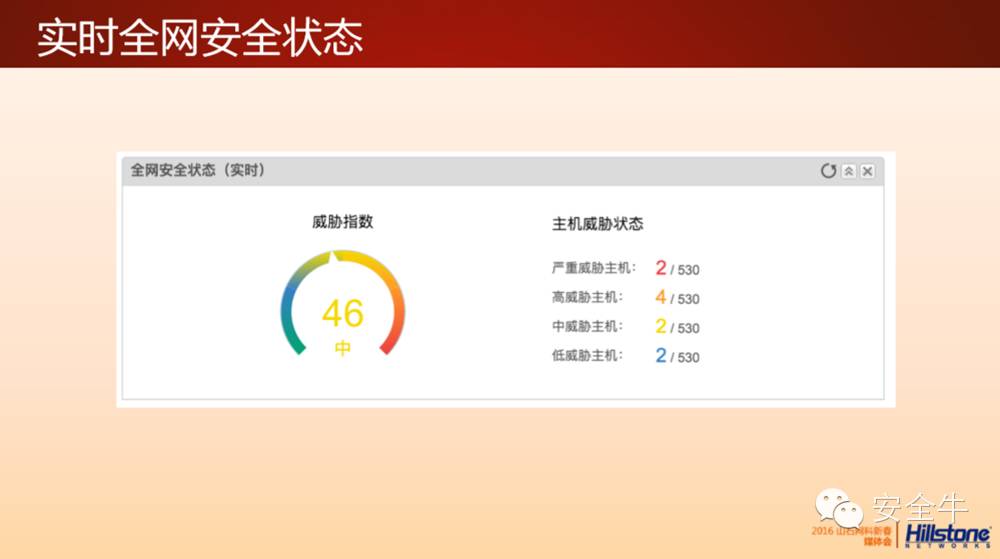 实时全网安全状态
全网安全状态（实时）
威胁指数
46
中
主机威胁状态
严重威胁主机： 2 / 530
高威胁主机： 4 / 530
中威胁主机： 2 / 530
低威胁主机： 2 / 530
安全牛
2016 山石网科新春
媒体会
Hillstone
NETWORKS